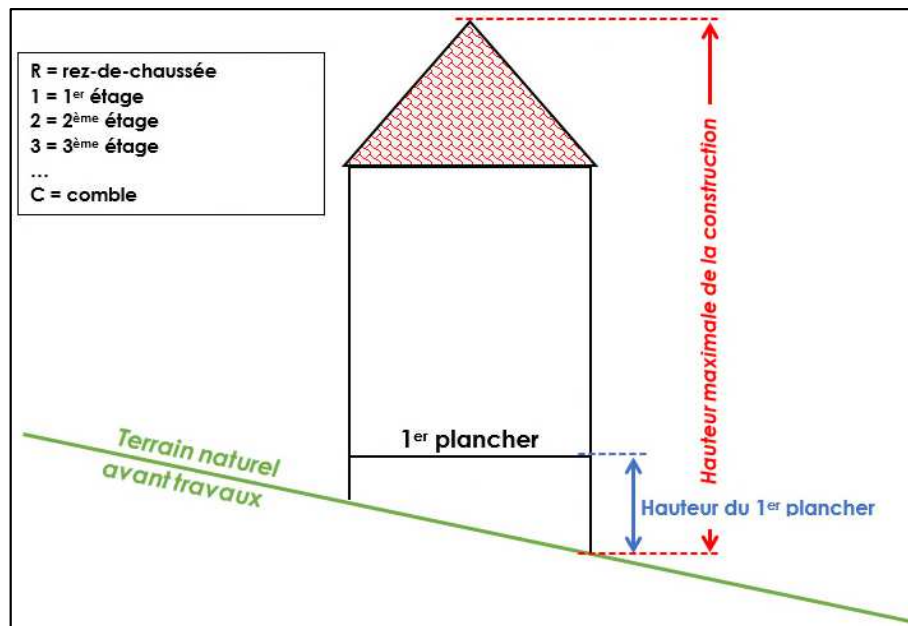 R = rez-de-chaussée
1 = 1er étage
2 = 2ème étage
3 = 3ème étage
...
C = comble
Hauteur maximale de la construction
1er plancher
Terrain naturel
avant travaux
Hauteur du 1er plancher